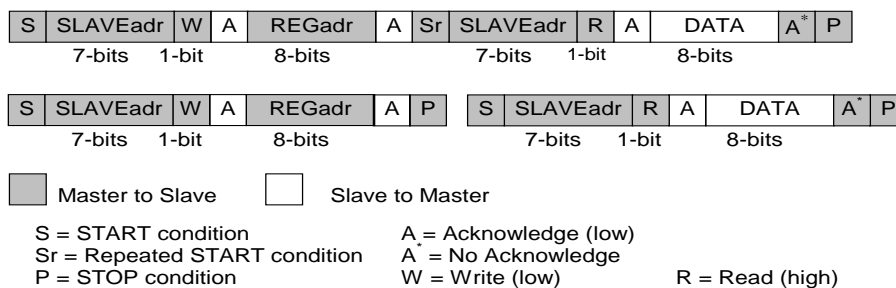 S SLAVEadr W A REGadr A Sr SLAVEadr R A DATA A* P
7-bits 1-bit 8-bits 7-bits 1-bit 8-bits
S SLAVEadr W A REGadr A P S SLAVEadr R A DATA A* P
7-bits 1-bit 8-bits 7-bits 1-bit 8-bits
Master to Slave Slave to Master
S = START condition A = Acknowledge (low)
Sr = Repeated START condition A* = No Acknowledge
P = STOP condition W = Write (low) R = Read (high)